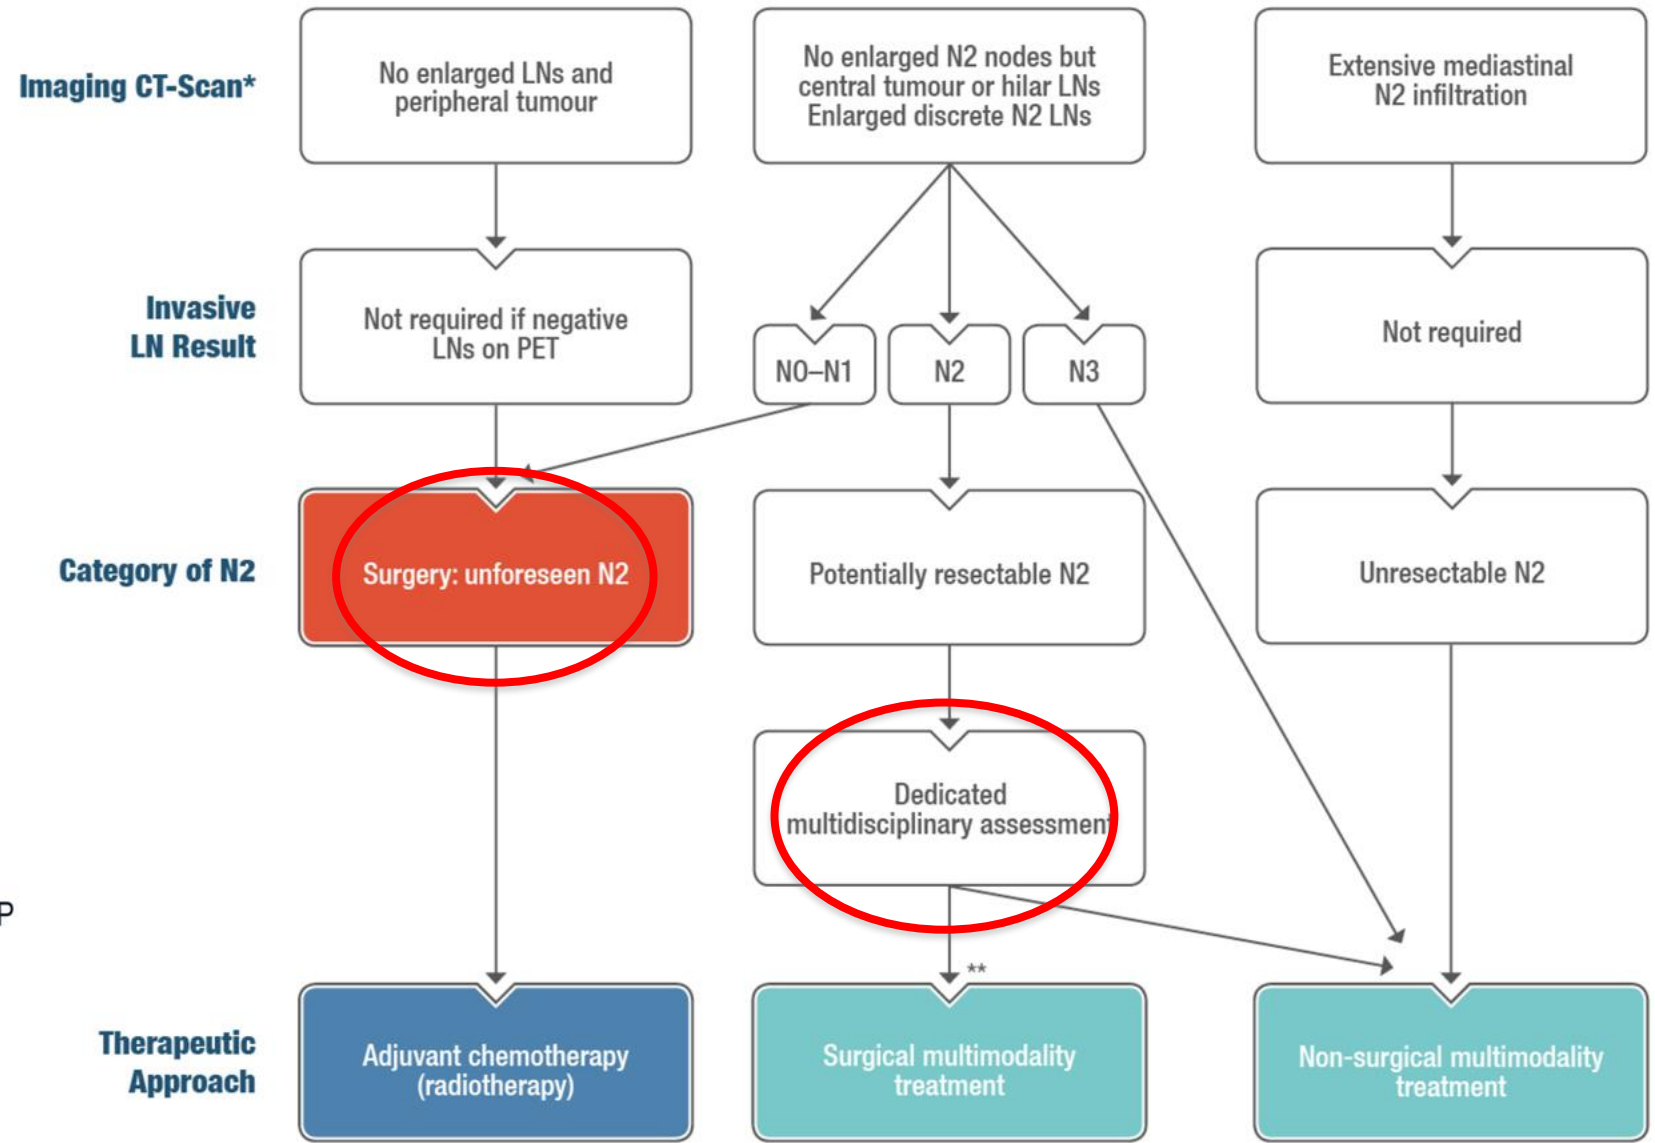 Imaging CT-Scan*
No enlarged LNs and
peripheral tumour
No enlarged N2 nodes but
central tumour or hilar LNs
Enlarged discrete N2 LNs
Extensive mediastinal
N2 infiltration
Invasive
LN Result
Not required if negative
LNs on PET
N0–N1
N2
N3
Not required
Category of N2
Surgery: unforeseen N2
Potentially resectable N2
Unresectable N2
Dedicated
multidisciplinary assessment
P
**
Therapeutic
Approach
Adjuvant chemotherapy
(radiotherapy)
Surgical multimodality
treatment
Non-surgical multimodality
treatment